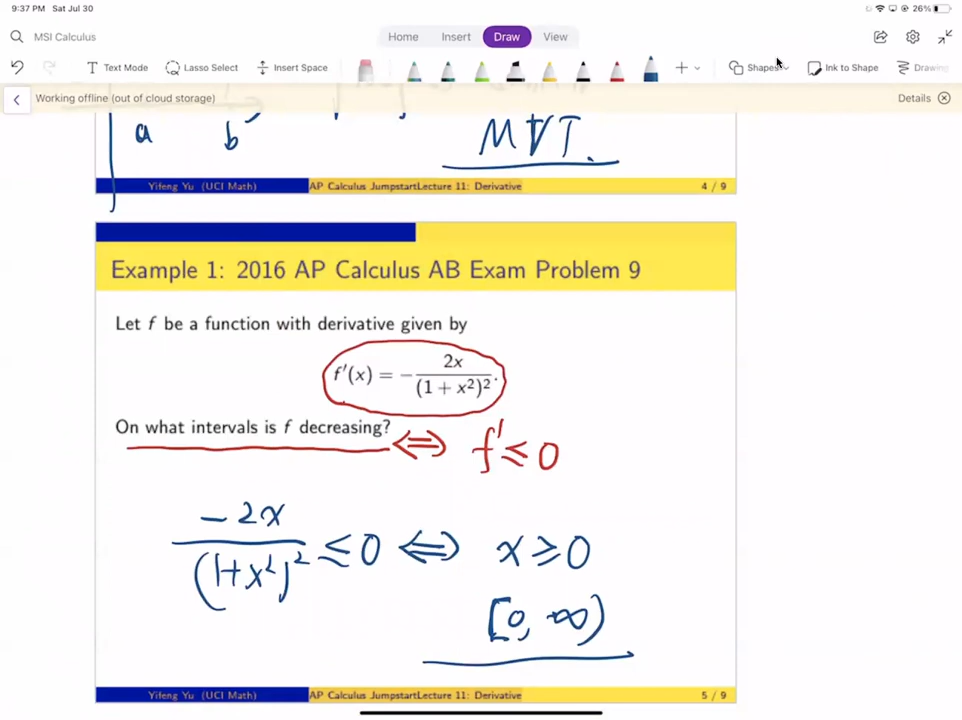 9:37 PM Sat Jul 30
26%
MSI Calculus
Home Insert Draw View
Text Mode Lasso Select Insert Space Shapes Ink to Shape Drawing
Working offline (out of cloud storage) Details
a b MVT.
Yifeng Yu (UCI Math) AP Calculus JumpstartLecture 11: Derivative 4 / 9
Example 1: 2016 AP Calculus AB Exam Problem 9
Let f be a function with derivative given by
f′(x) = − 2x / (1 + x²)² .
On what intervals is f decreasing? ⇔ f′ ≤ 0
−2x / (1+x²)² ≤ 0 ⇔ x ≥ 0
[0, ∞)
Yifeng Yu (UCI Math) AP Calculus JumpstartLecture 11: Derivative 5 / 9